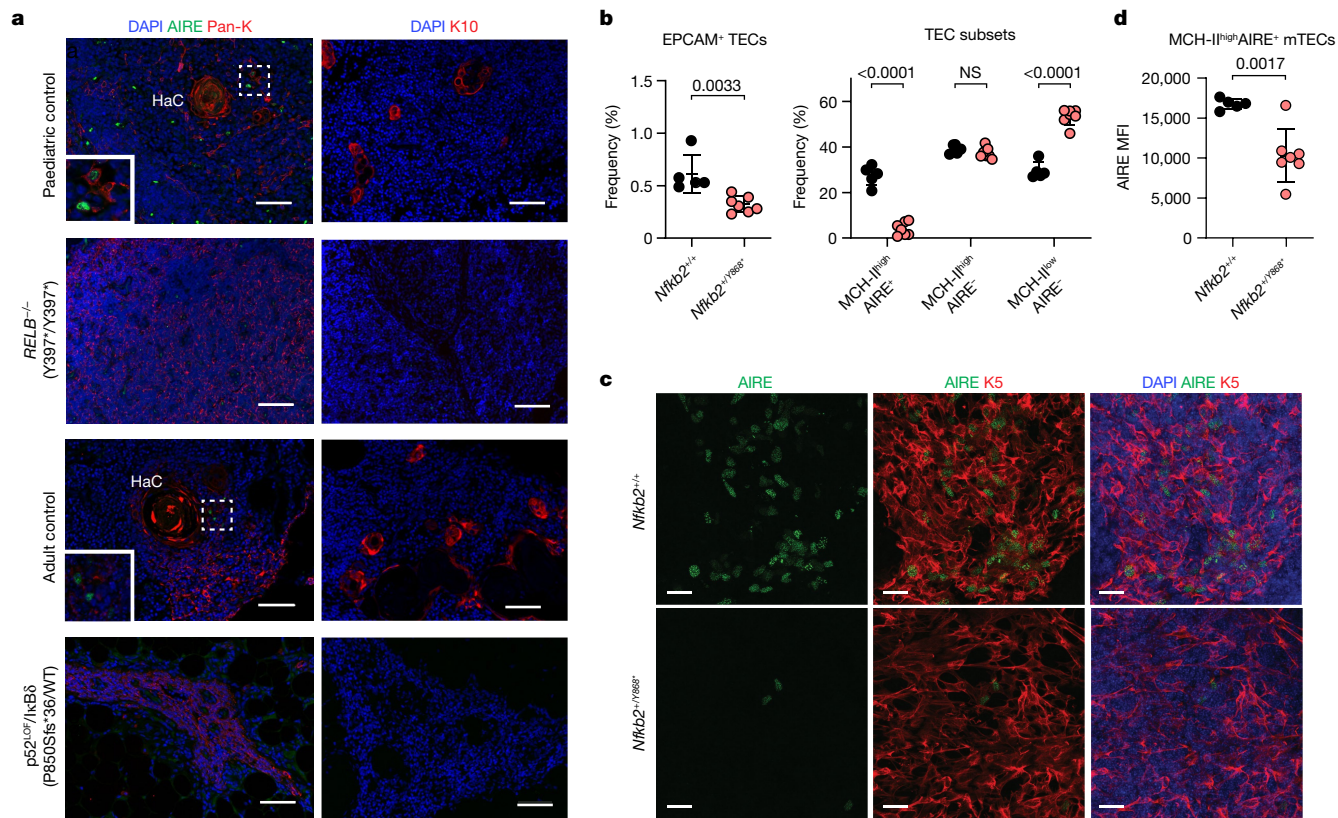 a
DAPI AIRE Pan-K
DAPI K10
Paediatric control
HaC
RELB⁻/⁻
(Y397*/Y397*)
Adult control
HaC
p52ᴸᴼꟳ/IκBδ
(P850Sfs*36/WT)
b
EPCAM⁺ TECs
Frequency (%)
1.5
1.0
0.5
0
0.0033
Nfkb2⁺/⁺
Nfkb2⁺/Y868*
TEC subsets
Frequency (%)
60
40
20
0
<0.0001
NS
<0.0001
MCH-IIʰⁱᵍʰ
AIRE⁺
MCH-IIʰⁱᵍʰ
AIRE⁻
MCH-IIˡᵒʷ
AIRE⁻
d
MCH-IIʰⁱᵍʰAIRE⁺ mTECs
0.0017
AIRE MFI
20,000
15,000
10,000
5,000
0
Nfkb2⁺/⁺
Nfkb2⁺/Y868*
c
AIRE
AIRE K5
DAPI AIRE K5
Nfkb2⁺/⁺
Nfkb2⁺/Y868*